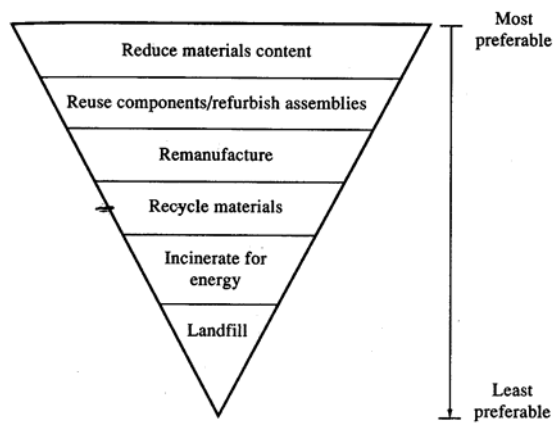 Most
preferable
Reduce materials content
Reuse components/refurbish assemblies
Remanufacture
Recycle materials
Incinerate for
energy
Landfill
Least
preferable